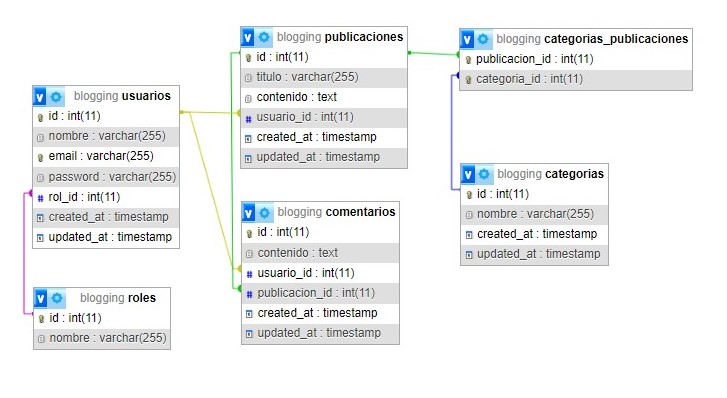 blogging usuarios
id : int(11)
nombre : varchar(255)
email : varchar(255)
password : varchar(255)
rol_id : int(11)
created_at : timestamp
updated_at : timestamp
blogging roles
id : int(11)
nombre : varchar(255)
blogging publicaciones
id : int(11)
titulo : varchar(255)
contenido : text
usuario_id : int(11)
created_at : timestamp
updated_at : timestamp
blogging comentarios
id : int(11)
contenido : text
usuario_id : int(11)
publicacion_id : int(11)
created_at : timestamp
updated_at : timestamp
blogging categorias_publicaciones
publicacion_id : int(11)
categoria_id : int(11)
blogging categorias
id : int(11)
nombre : varchar(255)
created_at : timestamp
updated_at : timestamp